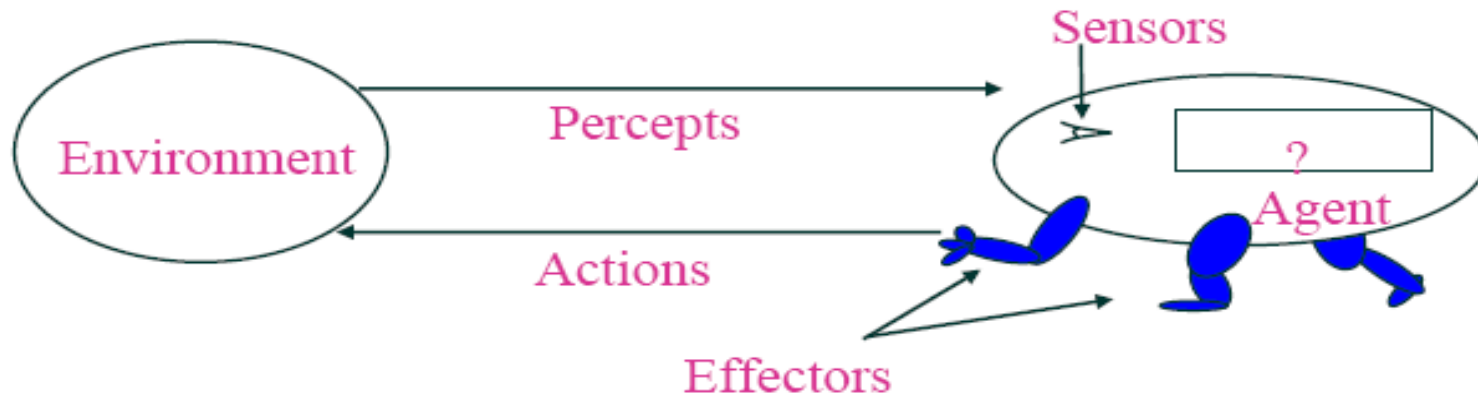 Sensors
Percepts
Environment
?
Agent
Actions
Effectors